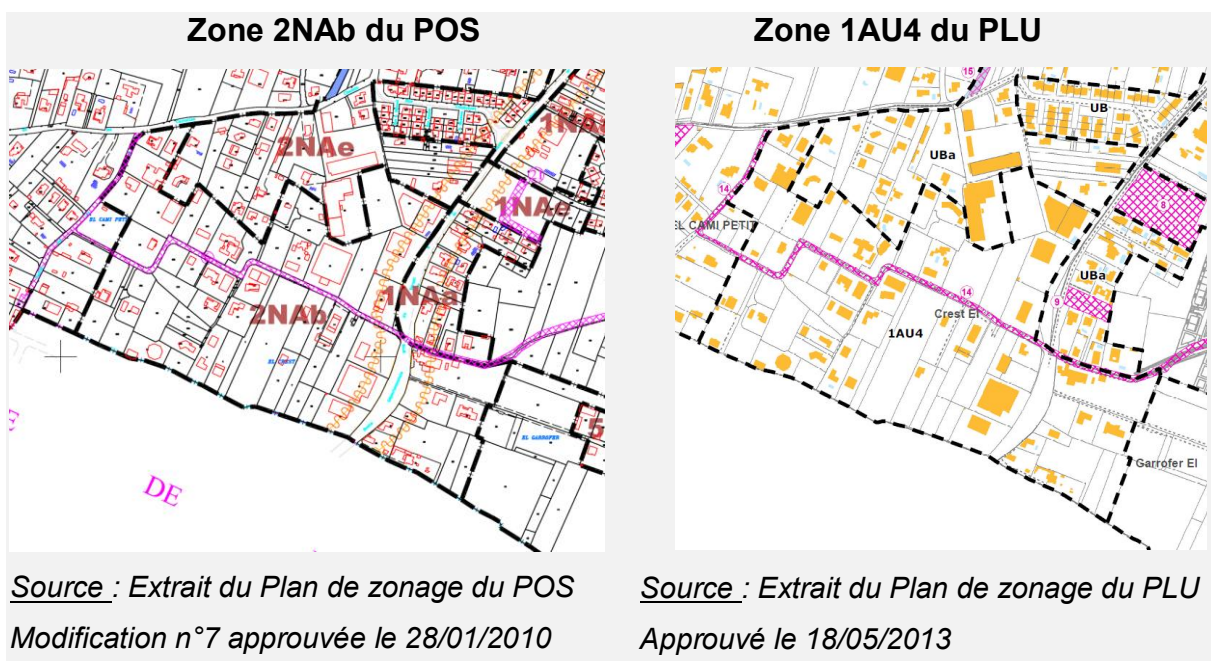 Zone 2NAb du POS
2NAe
1NAe
EL CAMI PETIT
1NAa
2NAb
EL CREST
EL GARROFER
5
DE
Source : Extrait du Plan de zonage du POS
Modification n°7 approuvée le 28/01/2010
Zone 1AU4 du PLU
15
UB
UBa
14
8
EL CAMI PETIT
UBa
14
9
Crest El
1AU4
Garrofer El
Source : Extrait du Plan de zonage du PLU
Approuvé le 18/05/2013